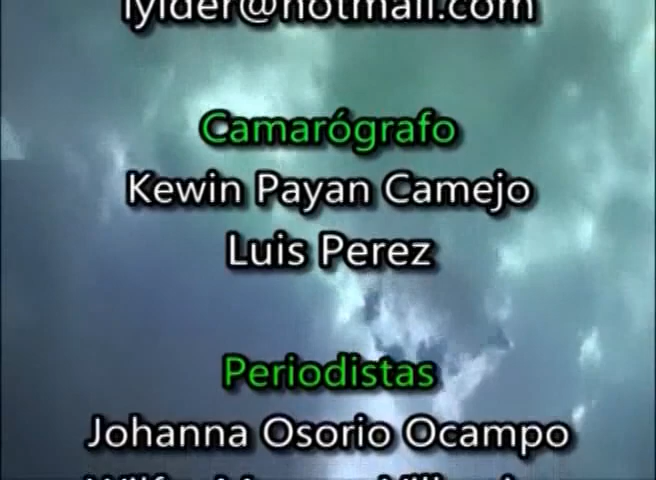 Camarógrafo
Kewin Payan Camejo
Luis Perez
Periodistas
Johanna Osorio Ocampo